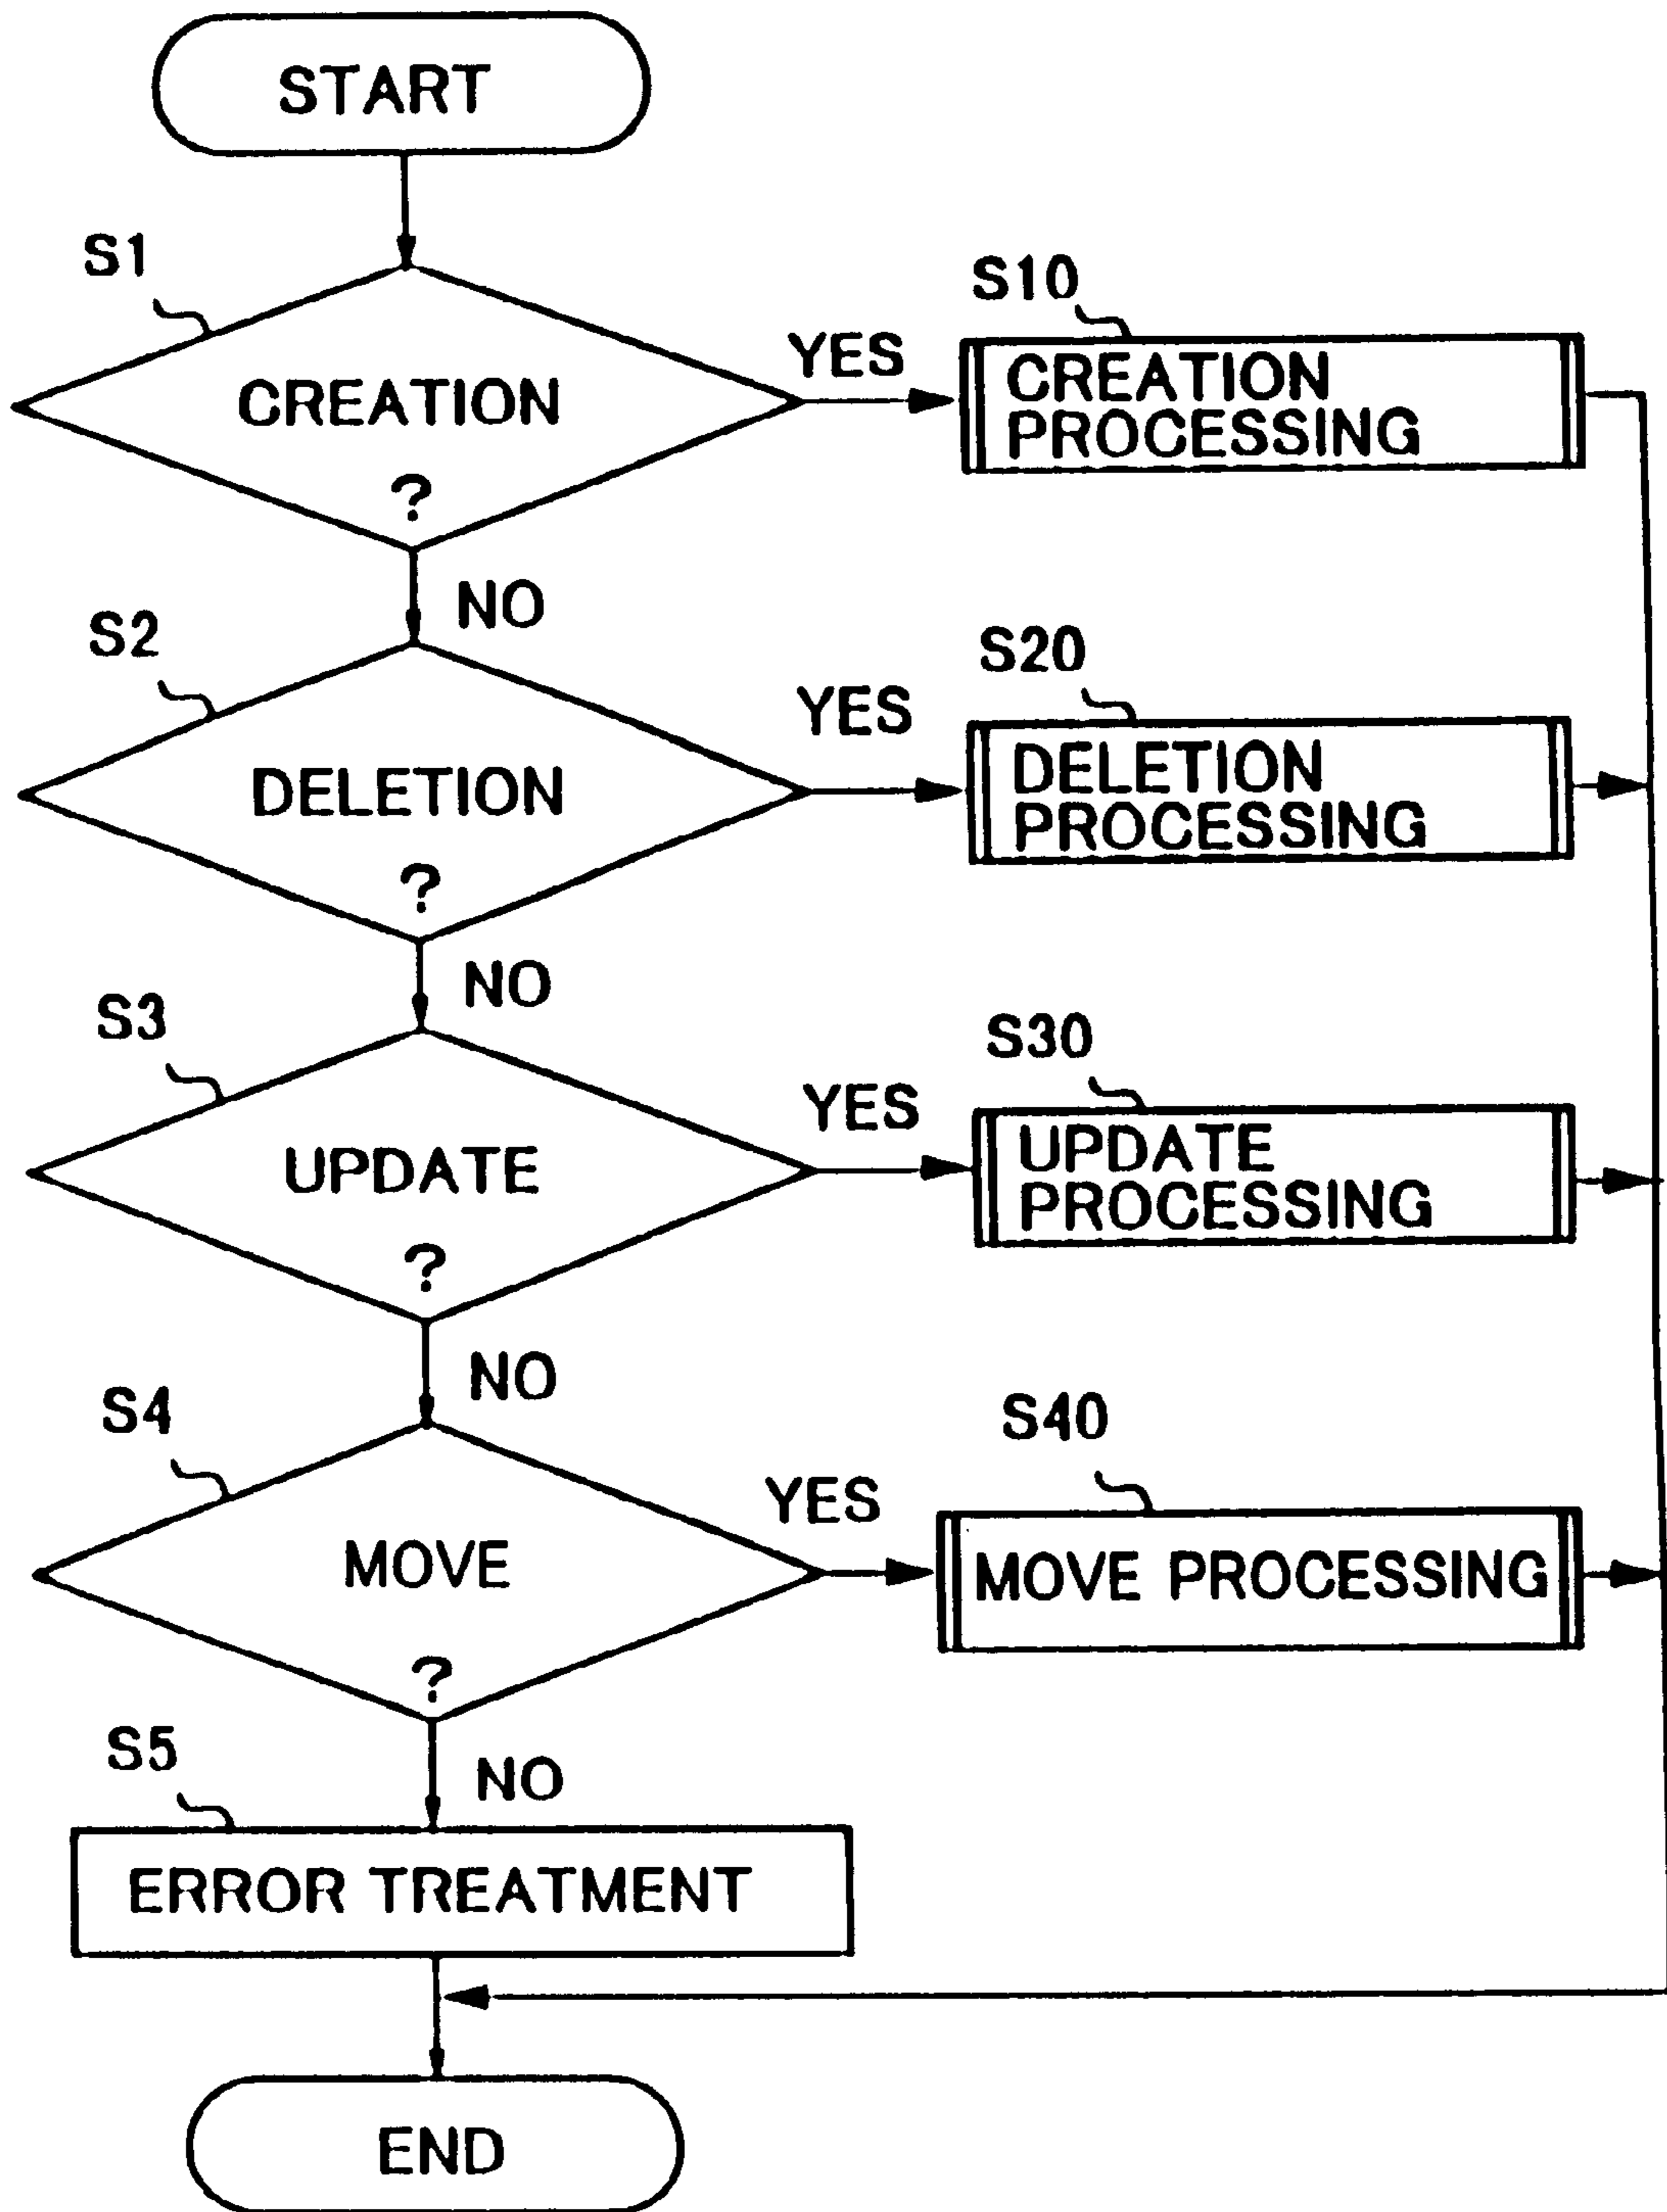 START
S1
CREATION
?
YES
S10
CREATION
PROCESSING
NO
S2
DELETION
?
YES
S20
DELETION
PROCESSING
NO
S3
UPDATE
?
YES
S30
UPDATE
PROCESSING
NO
S4
MOVE
?
YES
S40
MOVE PROCESSING
NO
S5
ERROR TREATMENT
END